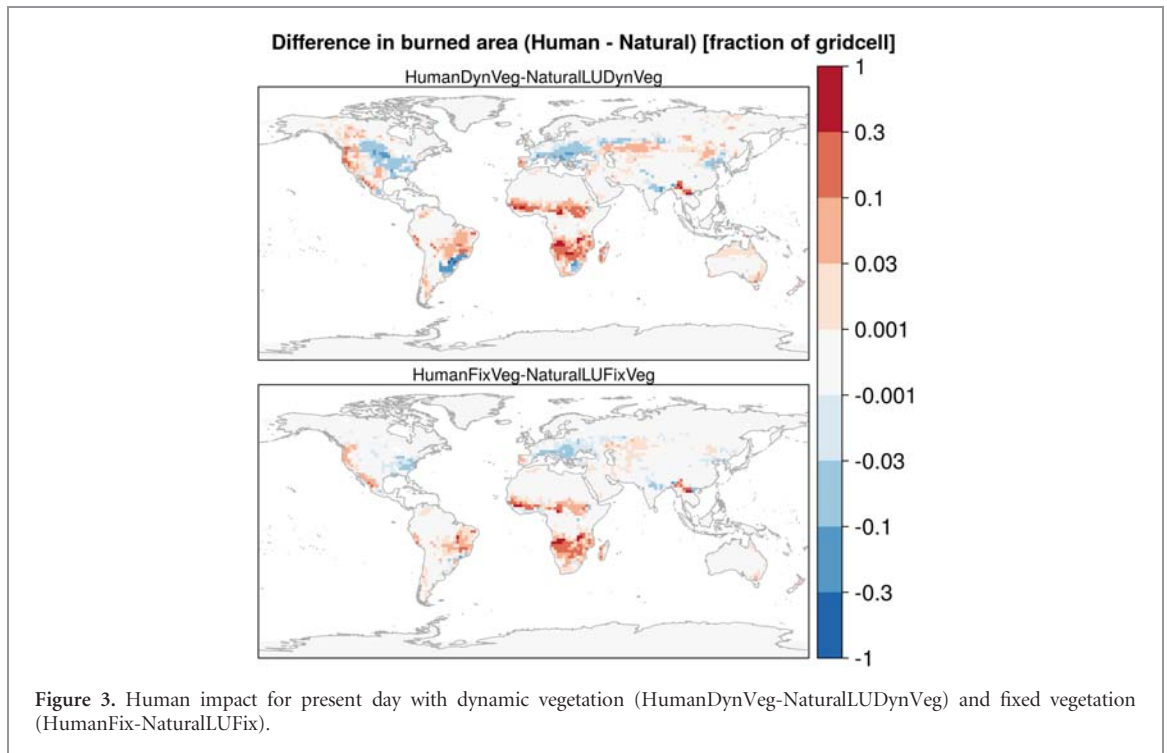 Difference in burned area (Human - Natural) [fraction of gridcell]
HumanDynVeg-NaturalLUDynVeg
HumanFixVeg-NaturalLUFixVeg
1
0.3
0.1
0.03
0.001
-0.001
-0.03
-0.1
-0.3
-1
Figure 3. Human impact for present day with dynamic vegetation (HumanDynVeg-NaturalLUDynVeg) and fixed vegetation
(HumanFix-NaturalLUFix).